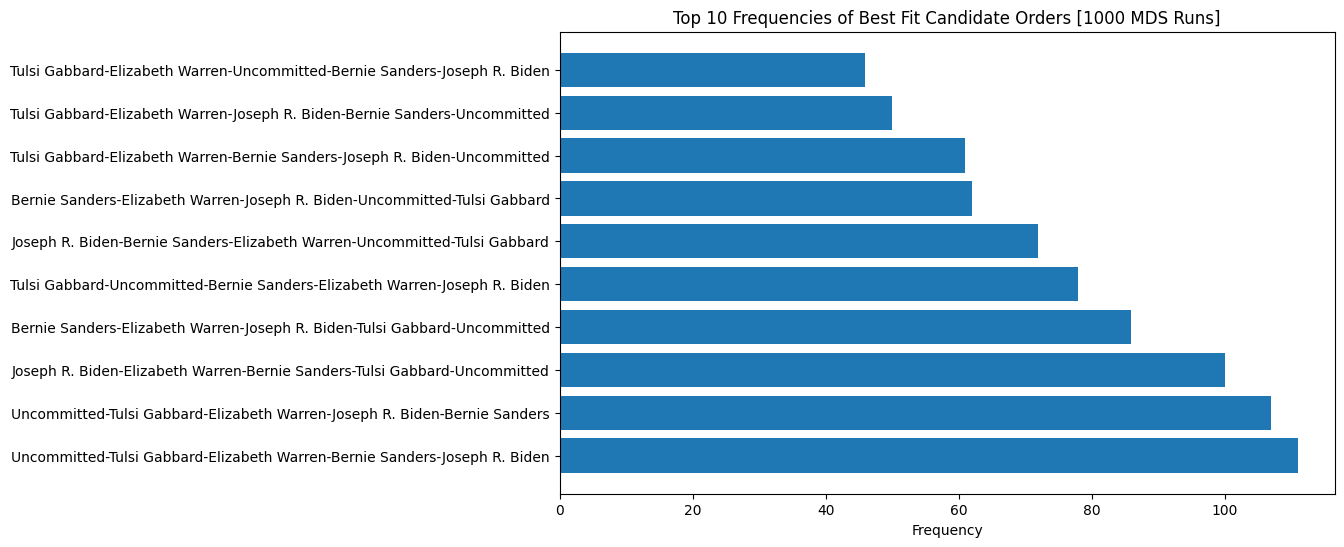 Top 10 Frequencies of Best Fit Candidate Orders [1000 MDS Runs]
Tulsi Gabbard-Elizabeth Warren-Uncommitted-Bernie Sanders-Joseph R. Biden
Tulsi Gabbard-Elizabeth Warren-Joseph R. Biden-Bernie Sanders-Uncommitted
Tulsi Gabbard-Elizabeth Warren-Bernie Sanders-Joseph R. Biden-Uncommitted
Bernie Sanders-Elizabeth Warren-Joseph R. Biden-Uncommitted-Tulsi Gabbard
Joseph R. Biden-Bernie Sanders-Elizabeth Warren-Uncommitted-Tulsi Gabbard
Tulsi Gabbard-Uncommitted-Bernie Sanders-Elizabeth Warren-Joseph R. Biden
Bernie Sanders-Elizabeth Warren-Joseph R. Biden-Tulsi Gabbard-Uncommitted
Joseph R. Biden-Elizabeth Warren-Bernie Sanders-Tulsi Gabbard-Uncommitted
Uncommitted-Tulsi Gabbard-Elizabeth Warren-Joseph R. Biden-Bernie Sanders
Uncommitted-Tulsi Gabbard-Elizabeth Warren-Bernie Sanders-Joseph R. Biden
0 20 40 60 80 100
Frequency